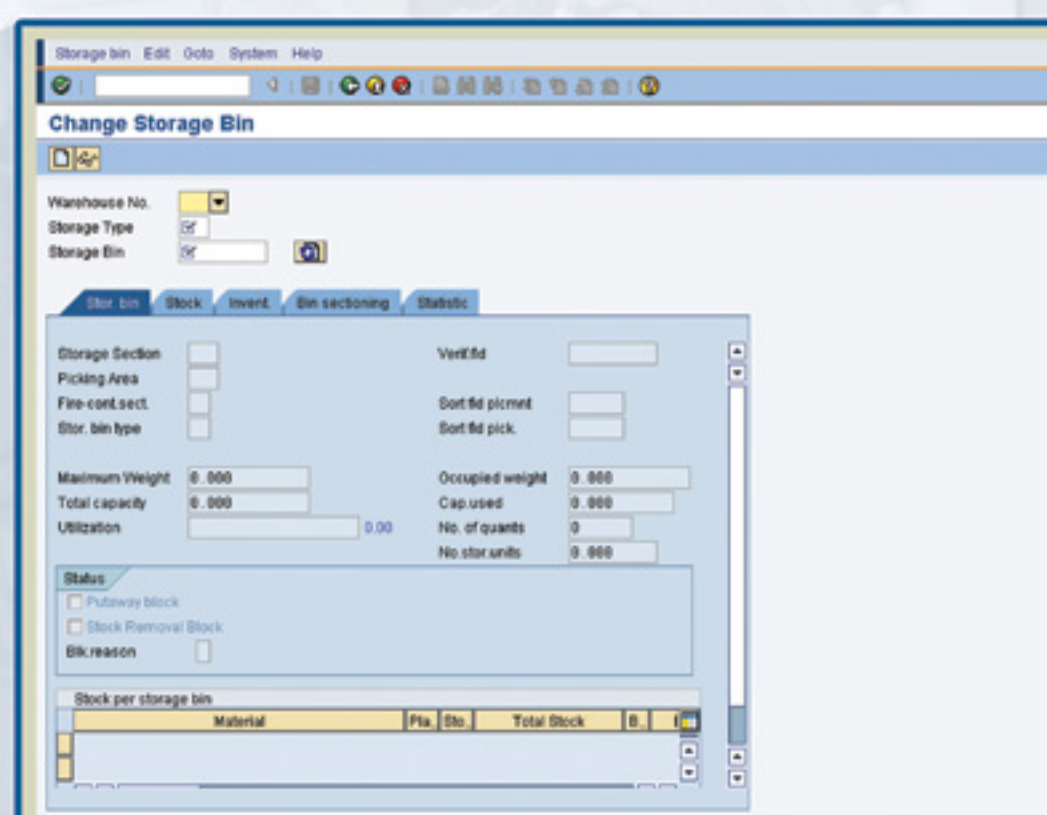 Storage bin Edit Goto System Help
Change Storage Bin
Warehouse No.
Storage Type
Storage Bin
Stor. bin Stock Invent. Bin sectioning Statistic
Storage Section Verif.fld
Picking Area
Fire-cont.sect. Sort fld plcmnt
Stor. bin type Sort fld pick.
Maximum Weight 0.000 Occupied weight 0.000
Total capacity 0.000 Cap.used 0.000
Utilization 0.00 No. of quants 0
No.stor.units 0.000
Status
Putaway block
Stock Removal Block
Blk.reason
Stock per storage bin
Material Pla. Sto. Total Stock B..